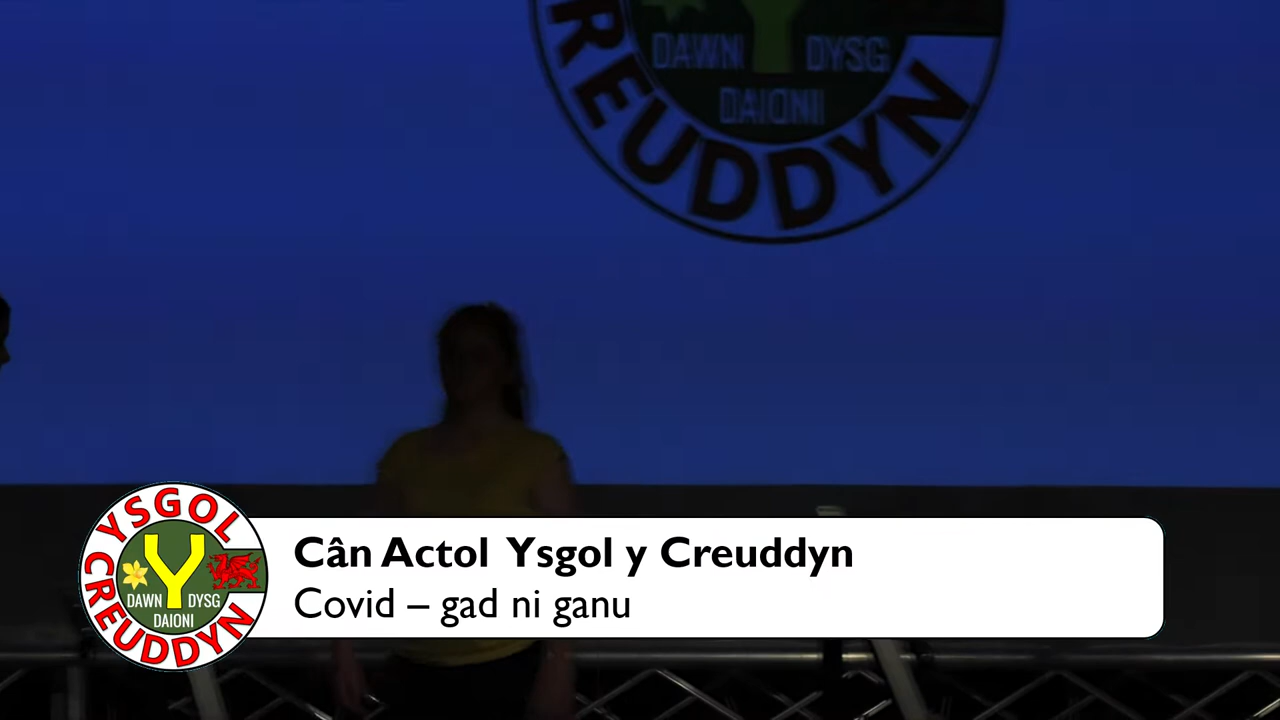 CREUDDYN
DAWN DYSG
DAIONI
Cân Actol Ysgol y Creuddyn
Covid – gad ni ganu
YSGOL
CREUDDYN
Y
DAWN DYSG
DAIONI